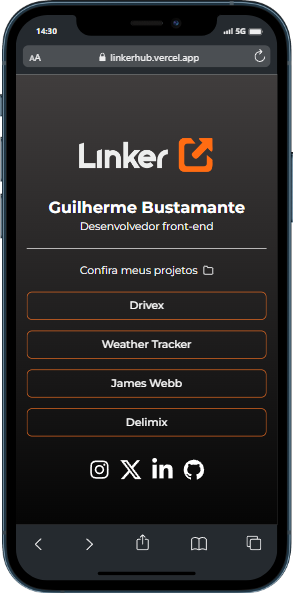 14:30
5G
AA
linkerhub.vercel.app
Linker
Guilherme Bustamante
Desenvolvedor front-end
Confira meus projetos
Drivex
Weather Tracker
James Webb
Delimix